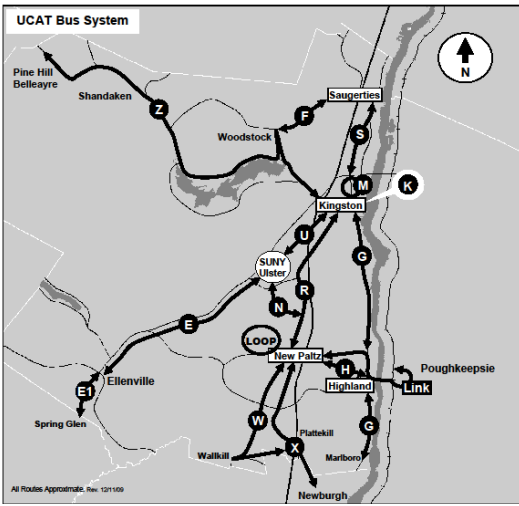 UCAT Bus System
N
Pine Hill
Belleayre
Shandaken
Z
F
Saugerties
Woodstock
S
M
K
Kingston
U
G
SUNY
Ulster
R
N
E
LOOP
New Paltz
H
Poughkeepsie
Ellenville
Highland
Link
E1
Spring Glen
W
G
Plattekill
X
Wallkill
Marlboro
Newburgh
All Routes Approximate. Rev. 12/11/09